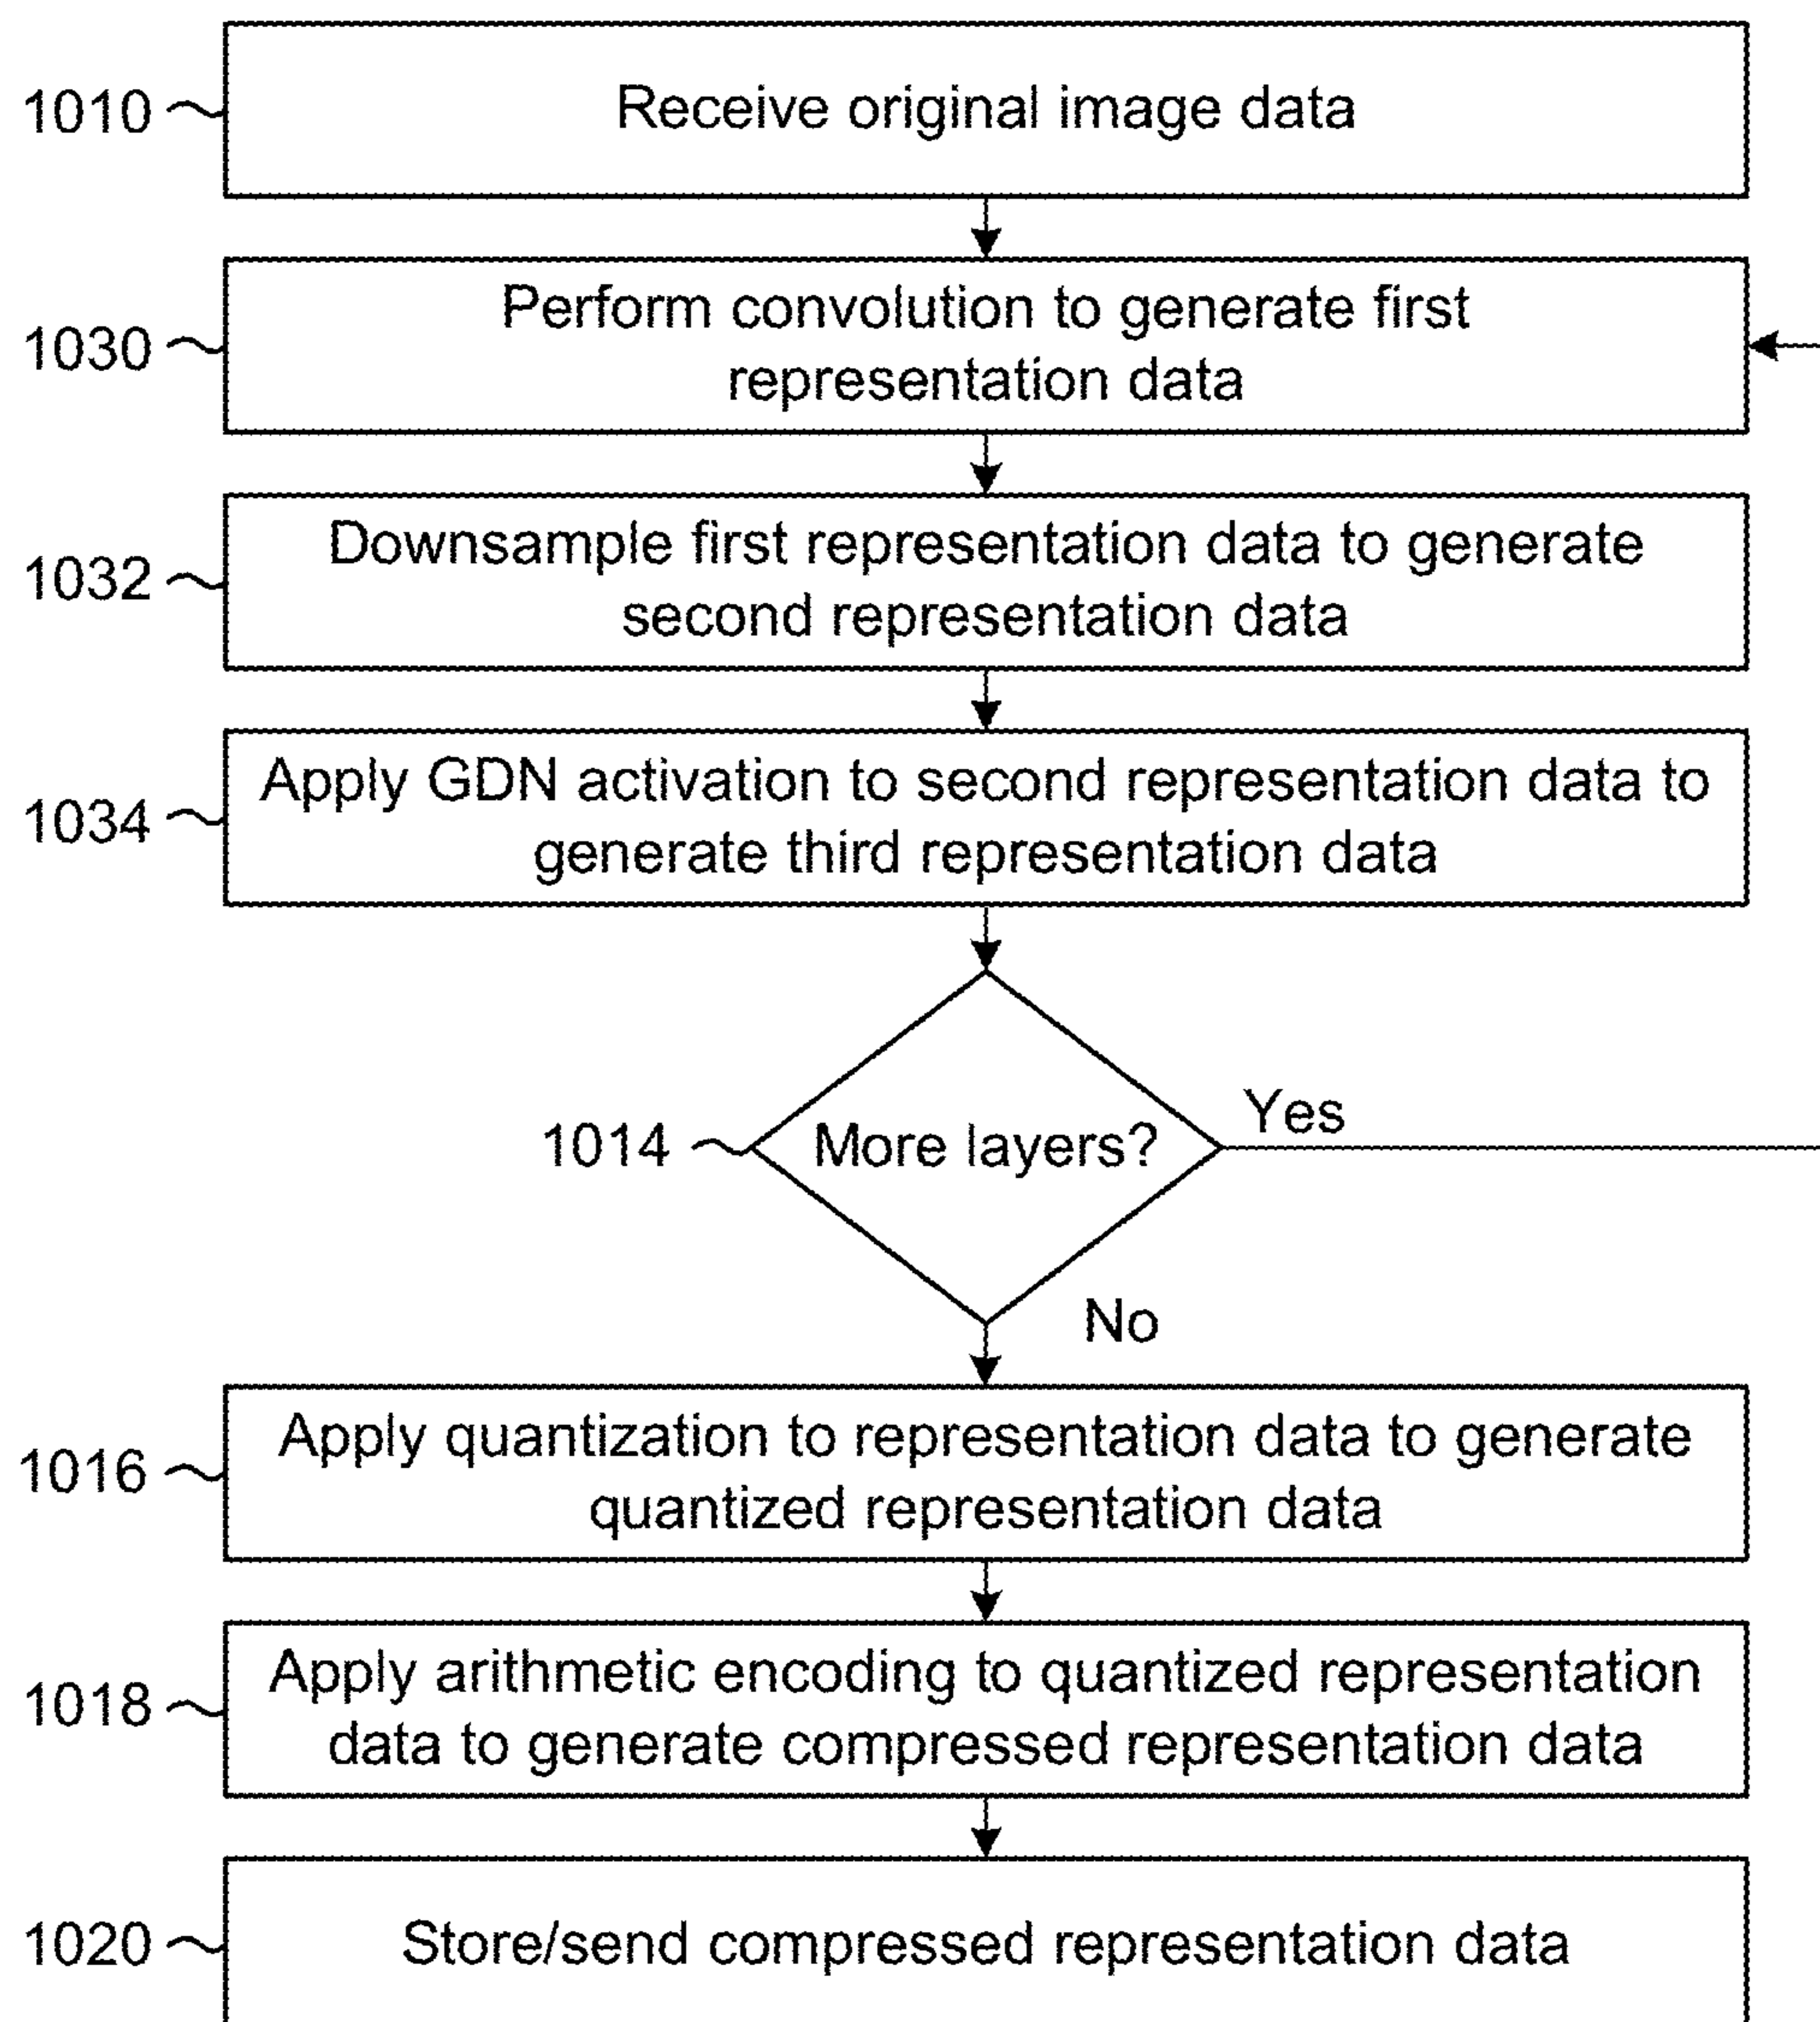 1010
Receive original image data
1030
Perform convolution to generate first
representation data
1032
Downsample first representation data to generate
second representation data
1034
Apply GDN activation to second representation data to
generate third representation data
1014
More layers?
Yes
No
1016
Apply quantization to representation data to generate
quantized representation data
1018
Apply arithmetic encoding to quantized representation
data to generate compressed representation data
1020
Store/send compressed representation data